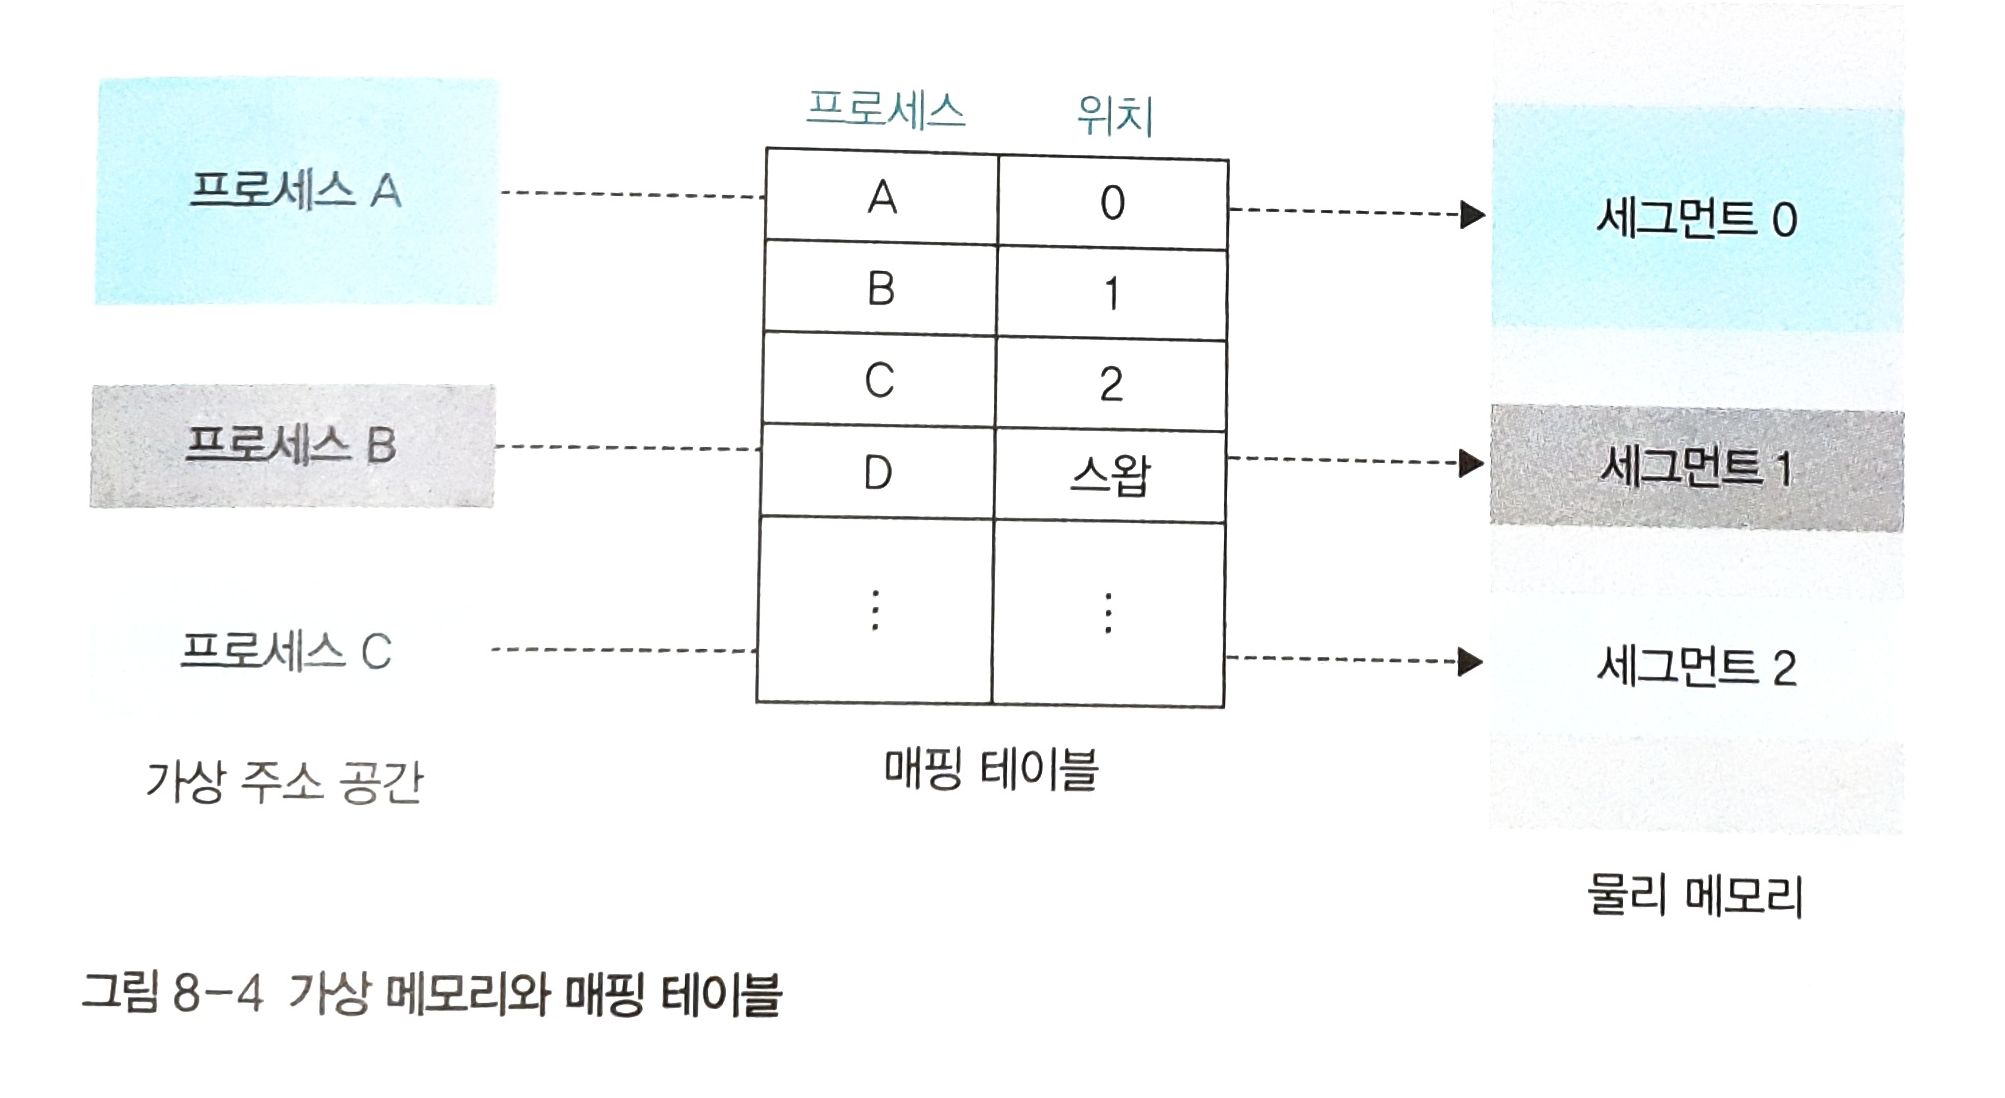 프로세스 위치
프로세스 A
A 0
세그먼트 0
B 1
C 2
프로세스 B
D 스왑
세그먼트 1
⋮ ⋮
프로세스 C
세그먼트 2
가상 주소 공간
매핑 테이블
물리 메모리
그림 8-4 가상 메모리와 매핑 테이블